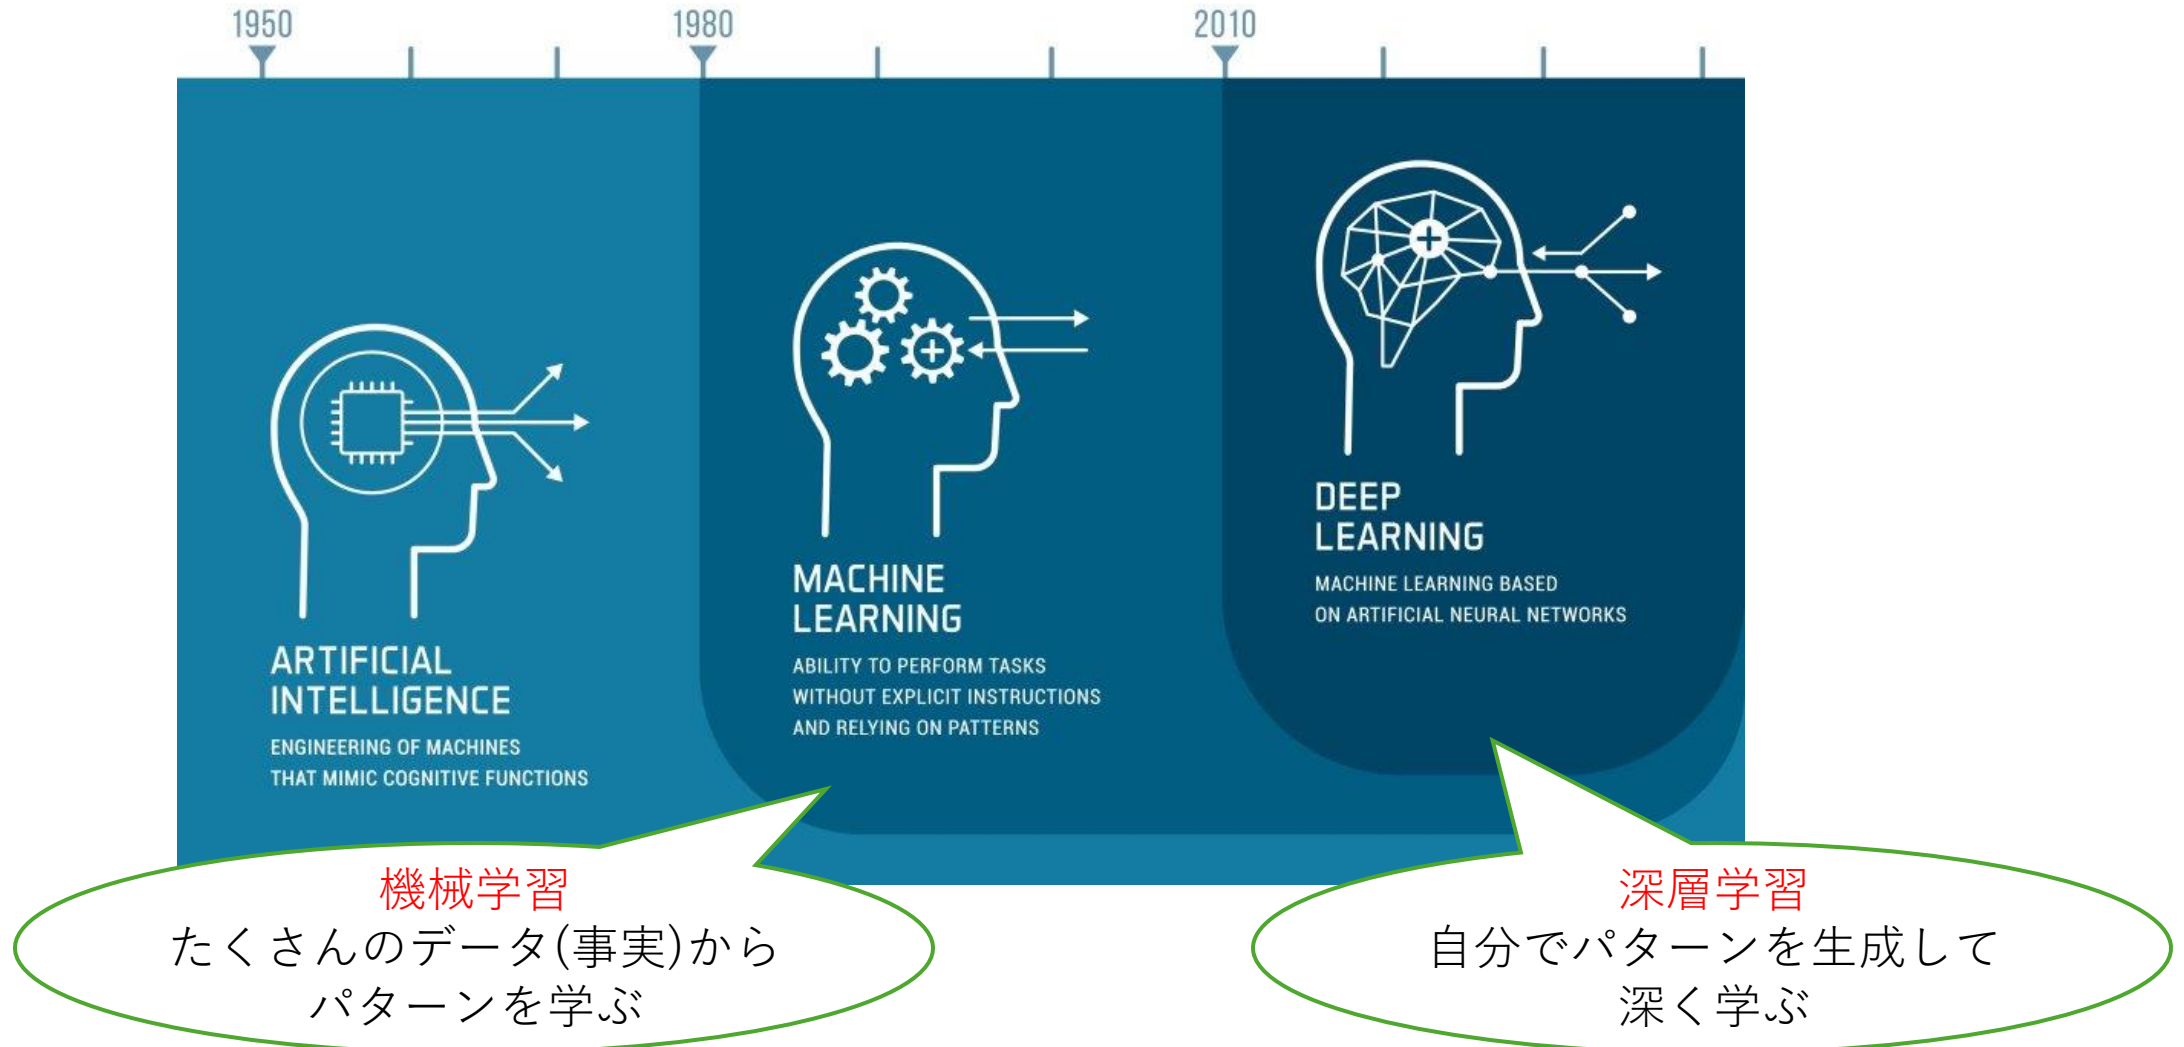 1950
1980
2010
ARTIFICIAL
INTELLIGENCE
ENGINEERING OF MACHINES
THAT MIMIC COGNITIVE FUNCTIONS
MACHINE
LEARNING
ABILITY TO PERFORM TASKS
WITHOUT EXPLICIT INSTRUCTIONS
AND RELYING ON PATTERNS
DEEP
LEARNING
MACHINE LEARNING BASED
ON ARTIFICIAL NEURAL NETWORKS
機械学習
たくさんのデータ(事実)から
パターンを学ぶ
深層学習
自分でパターンを生成して
深く学ぶ